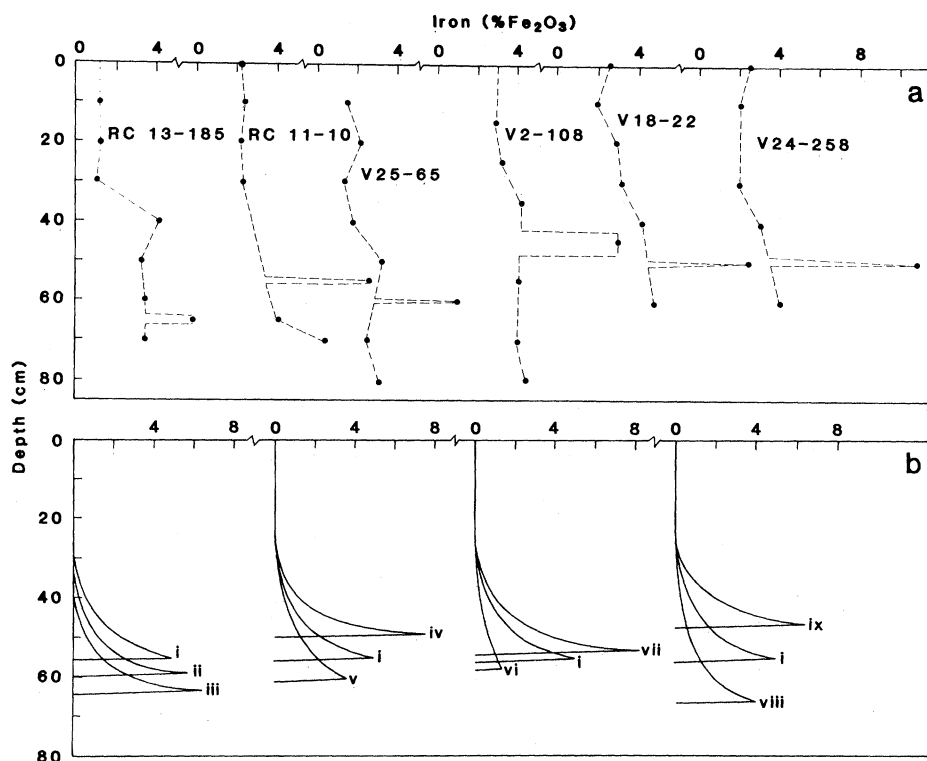 Iron (%Fe₂O₃)
0 4 0 4 0 4 0 4 0 4 0 4 8
a
0
20
40
60
80
RC 13-185
RC 11-10
V25-65
V2-108
V18-22
V24-258
Depth (cm)
4 8 0 4 8 0 4 8 0 4 8
b
0
20
40
60
80
i
ii
iii
iv
i
v
vii
i
vi
ix
i
viii